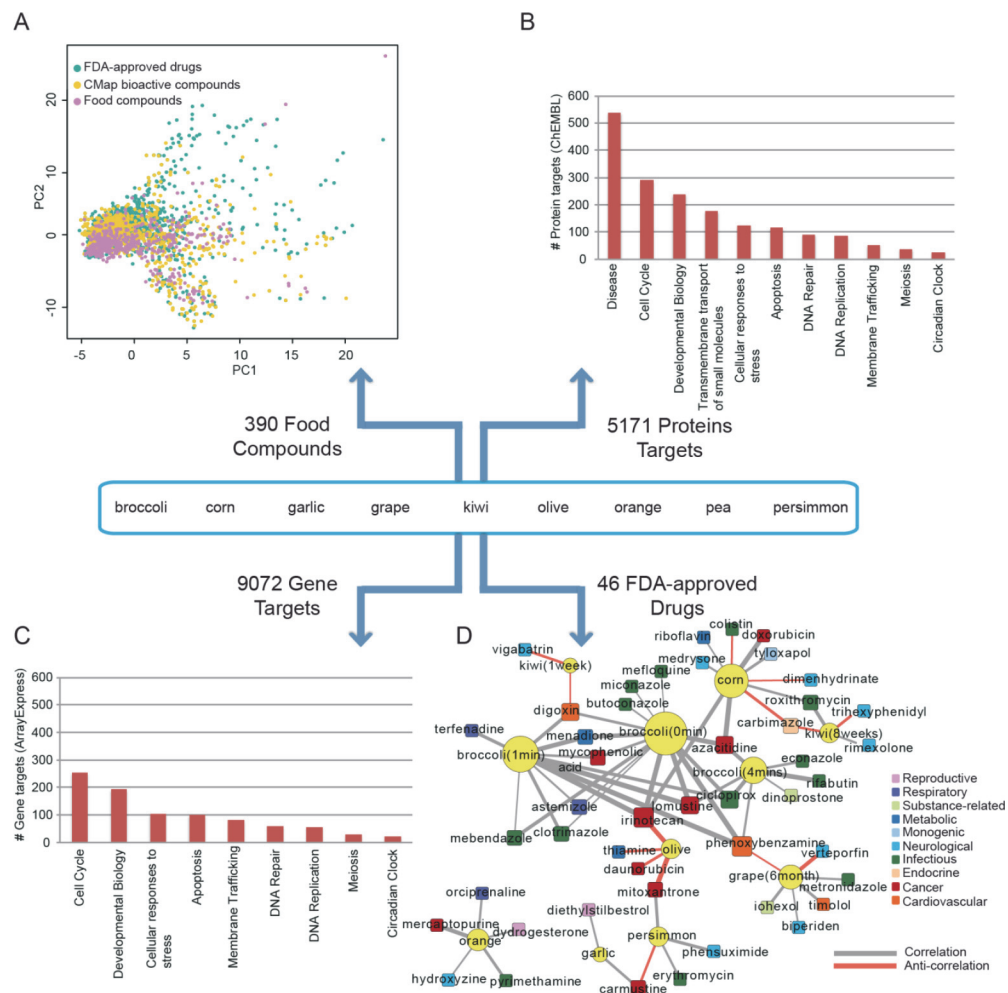 A
FDA-approved drugs
CMap bioactive compounds
Food compounds
20
10
0
-10
PC2
-5
0
5
10
15
20
PC1
B
600
500
400
300
200
100
0
# Protein targets (ChEMBL)
Disease
Cell Cycle
Developmental Biology
Transmembrane transport
of small molecules
Cellular responses to
stress
Apoptosis
DNA Repair
DNA Replication
Membrane Trafficking
Meiosis
Circadian Clock
390 Food
Compounds
5171 Proteins
Targets
broccoli corn garlic grape kiwi olive orange pea persimmon
9072 Gene
Targets
46 FDA-approved
Drugs
C
600
500
400
300
200
100
0
# Gene targets (ArrayExpress)
Cell Cycle
Developmental Biology
Cellular responses to
stress
Apoptosis
Membrane Trafficking
DNA Repair
DNA Replication
Meiosis
Circadian Clock
D
vigabatrin
kiwi(1week)
mefloquine
miconazole
butoconazole
digoxin
terfenadine
menadione
broccoli(0min)
broccoli(1min)
mycophenolic
acid
astemizole
mebendazole
clotrimazole
irinotecan
lomustine
ciclopirox
colistin
riboflavin
doxorubicin
medrysone
tyloxapol
corn
dimenhydrinate
roxithromycin
trihexyphenidyl
carbimazole
kiwi(8weeks)
rimexolone
azacitidine
broccoli(4mins)
econazole
rifabutin
dinoprostone
phenoxybenzamine
verteporfin
grape(6month)
metronidazole
iohexol
timolol
biperiden
thiamine
olive
daunorubicin
mitoxantrone
orciprenaline
mercaptopurine
dydrogesterone
orange
hydroxyzine
pyrimethamine
diethylstilbestrol
persimmon
garlic
phensuximide
erythromycin
carmustine
Reproductive
Respiratory
Substance-related
Metabolic
Monogenic
Neurological
Infectious
Endocrine
Cancer
Cardiovascular
Correlation
Anti-correlation